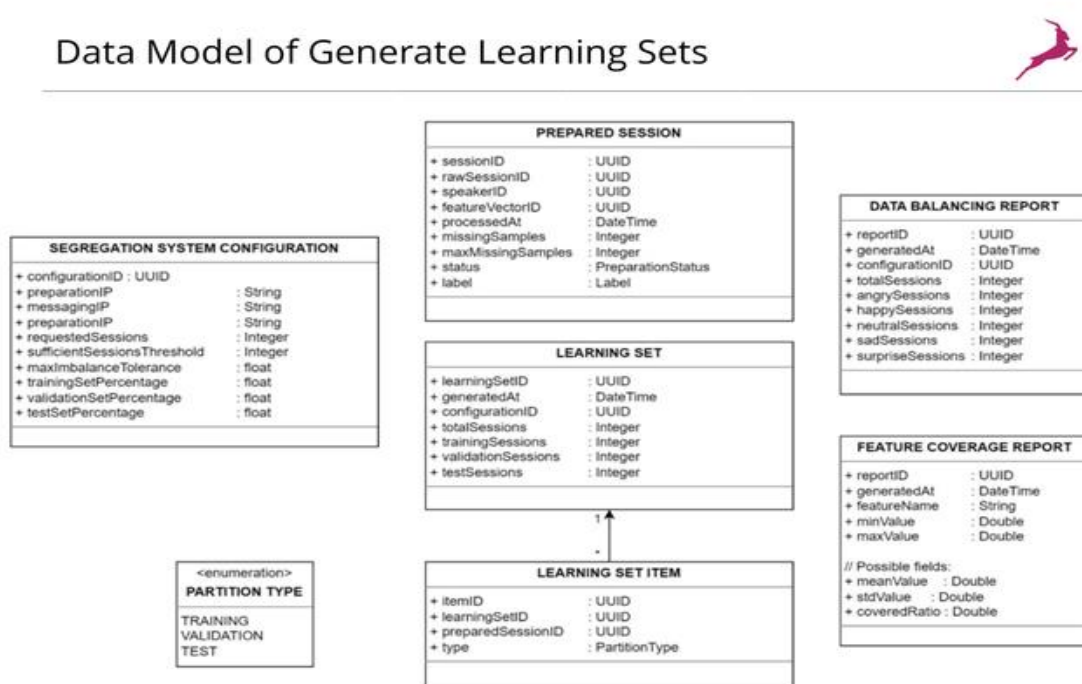 Data Model of Generate Learning Sets
PREPARED SESSION
+ sessionID : UUID
+ rawSessionID : UUID
+ speakerID : UUID
+ featureVectorID : UUID
+ processedAt : DateTime
+ missingSamples : Integer
+ maxMissingSamples : Integer
+ status : PreparationStatus
+ label : Label
SEGREGATION SYSTEM CONFIGURATION
+ configurationID : UUID
+ preparationIP : String
+ messagingIP : String
+ preparationIP : String
+ requestedSessions : Integer
+ sufficientSessionsThreshold : Integer
+ maxImbalanceTolerance : float
+ trainingSetPercentage : float
+ validationSetPercentage : float
+ testSetPercentage : float
LEARNING SET
+ learningSetID : UUID
+ generatedAt : DateTime
+ configurationID : UUID
+ totalSessions : Integer
+ trainingSessions : Integer
+ validationSessions : Integer
+ testSessions : Integer
DATA BALANCING REPORT
+ reportID : UUID
+ generatedAt : DateTime
+ configurationID : UUID
+ totalSessions : Integer
+ angrySessions : Integer
+ happySessions : Integer
+ neutralSessions : Integer
+ sadSessions : Integer
+ surpriseSessions : Integer
FEATURE COVERAGE REPORT
+ reportID : UUID
+ generatedAt : DateTime
+ featureName : String
+ minValue : Double
+ maxValue : Double
// Possible fields:
+ meanValue : Double
+ stdValue : Double
+ coveredRatio : Double
1
*
<enumeration>
PARTITION TYPE
TRAINING
VALIDATION
TEST
LEARNING SET ITEM
+ itemID : UUID
+ learningSetID : UUID
+ preparedSessionID : UUID
+ type : PartitionType